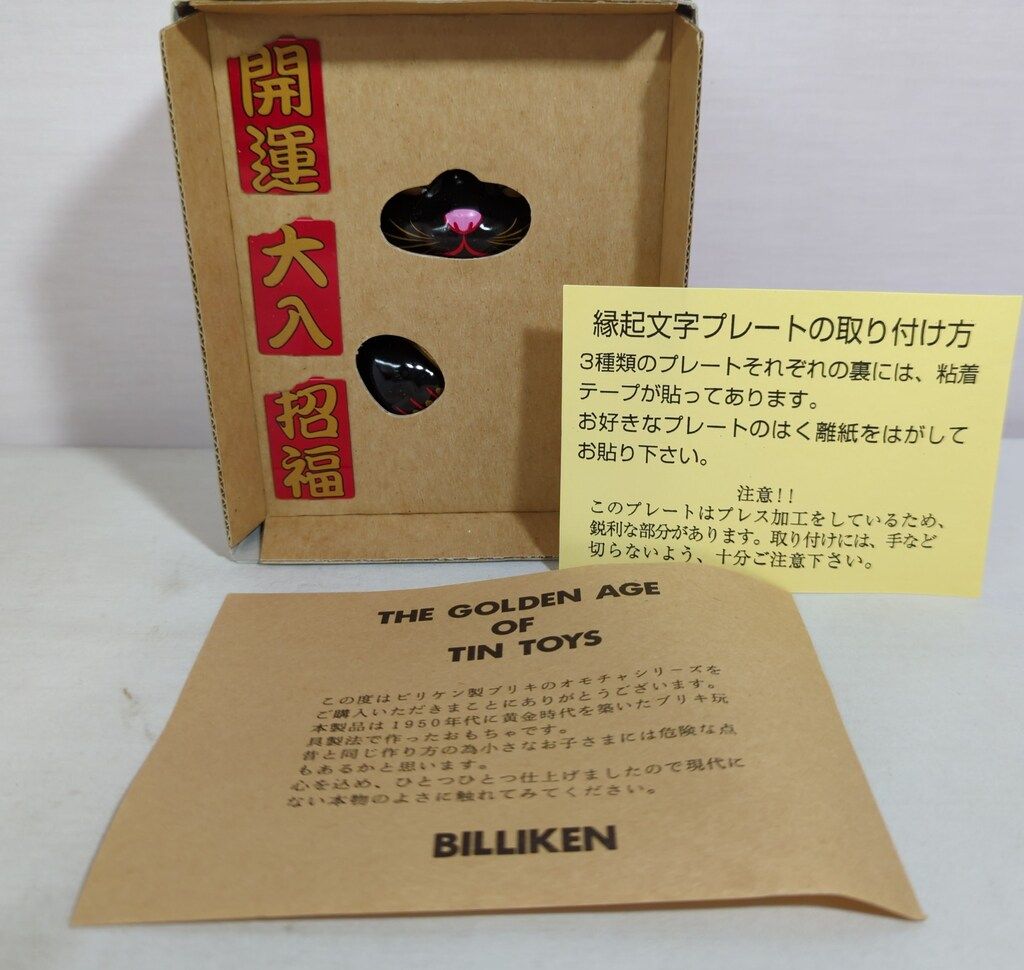 開運
大入
招福
縁起文字プレートの取り付け方
3種類のプレートそれぞれの裏には、粘着
テープが貼ってあります。
お好きなプレートのはく離紙をはがして
お貼り下さい。
注意!!
このプレートはプレス加工をしているため、
鋭利な部分があります。取り付けには、手など
切らないよう、十分ご注意下さい。
THE GOLDEN AGE
OF
TIN TOYS
この度はビリケン製ブリキのオモチャシリーズを
ご購入いただきまことにありがとうございます。
本製品は1950年代に黄金時代を築いたブリキ玩
具製法で作ったおもちゃです。
昔と同じ作り方の為小さなお子さまには危険な点
もあるかと思います。
心を込め、ひとつひとつ仕上げましたので現代に
ない本物のよさに触れてみてください。
BILLIKEN